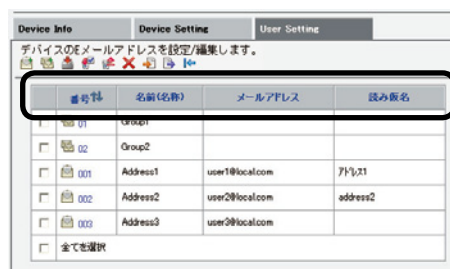 Device Info Device Setting User Setting
デバイスのEメールアドレスを設定/編集します。
番号 名前(名称) メールアドレス 読み仮名
01 Group1
02 Group2
001 Address1 user1@local.com ｱﾄﾞﾚｽ1
002 Address2 user2@local.com address2
003 Address3 user3@local.com
全てを選択